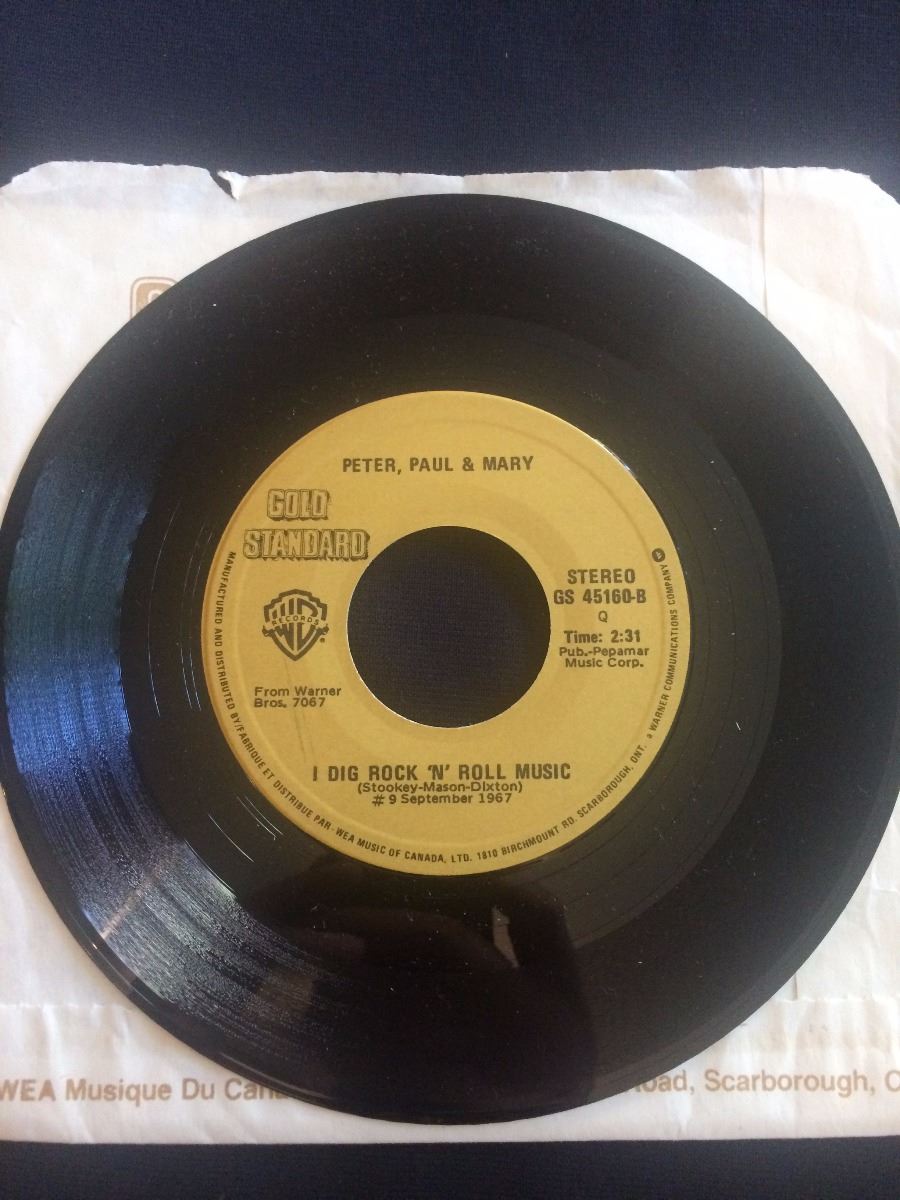 PETER, PAUL & MARY
GOLD
STANDARD
STEREO
GS 45160-B
Q
Time: 2:31
Pub.-Pepamar
Music Corp.
W
RECORDS
®
From Warner
Bros. 7067
I DIG ROCK 'N' ROLL MUSIC
(Stookey-Mason-Dixton)
# 9 September 1967
MANUFACTURED AND DISTRIBUTED BY/FABRIQUE ET DISTRIBUE PAR-WEA MUSIC OF CANADA, LTD. 1810 BIRCHMOUNT RD. SCARBOROUGH, ONT. a WARNER COMMUNICATIONS COMPANY
WEA Musique Du Can oad, Scarborough, O